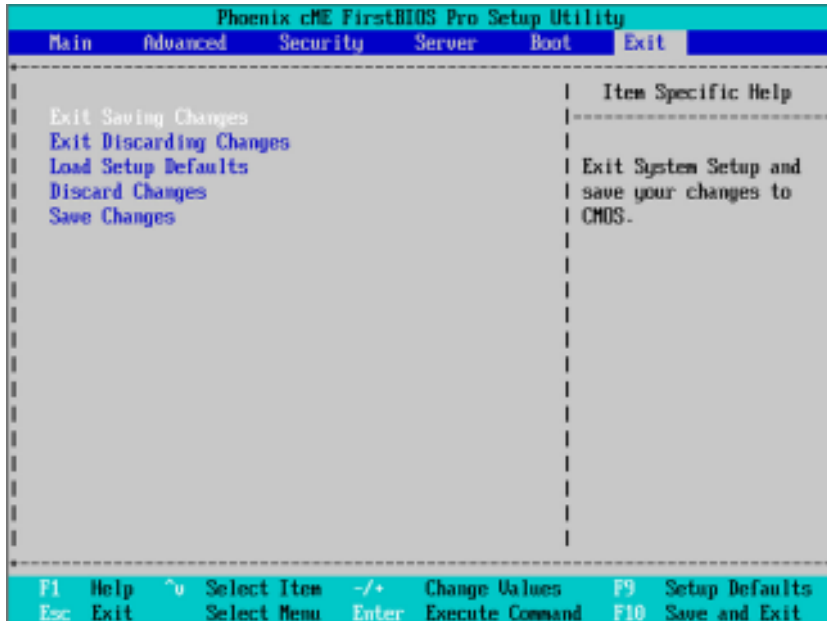 Phoenix cME FirstBIOS Pro Setup Utility
Main Advanced Security Server Boot Exit
Item Specific Help
Exit Saving Changes
Exit Discarding Changes
Load Setup Defaults
Discard Changes
Save Changes
Exit System Setup and
save your changes to
CMOS.
F1 Help ^v Select Item -/+ Change Values F9 Setup Defaults
Esc Exit Select Menu Enter Execute Command F10 Save and Exit